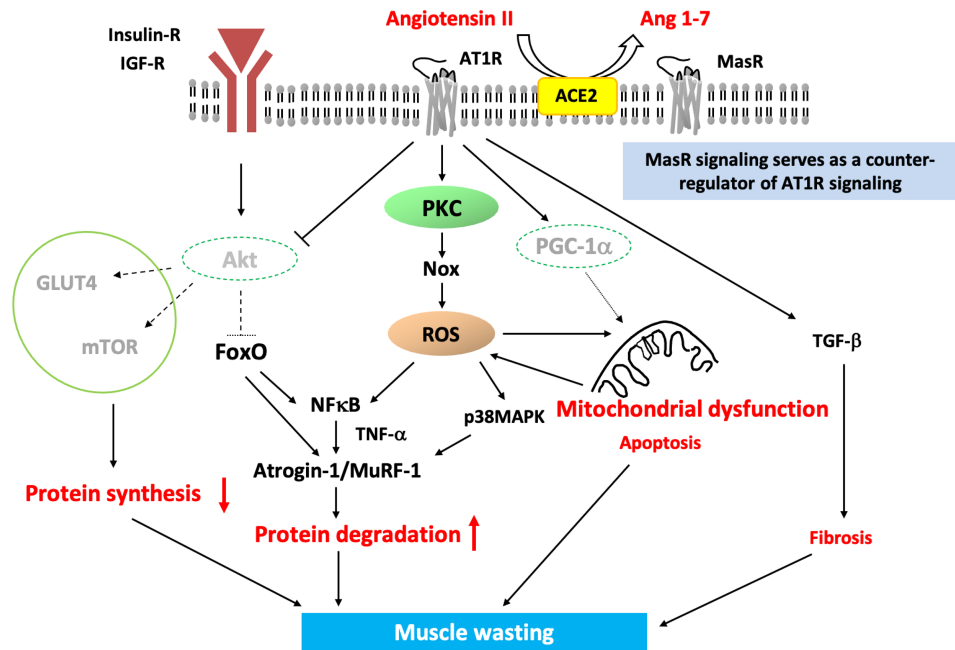 Angiotensin II
Ang 1-7
Insulin-R
IGF-R
AT1R
MasR
ACE2
MasR signaling serves as a counter-
regulator of AT1R signaling
PKC
Akt
PGC-1α
GLUT4
Nox
mTOR
FoxO
ROS
TGF-β
NFκB
p38MAPK
Mitochondrial dysfunction
TNF-α
Apoptosis
Atrogin-1/MuRF-1
Protein synthesis
Protein degradation
Fibrosis
Muscle wasting